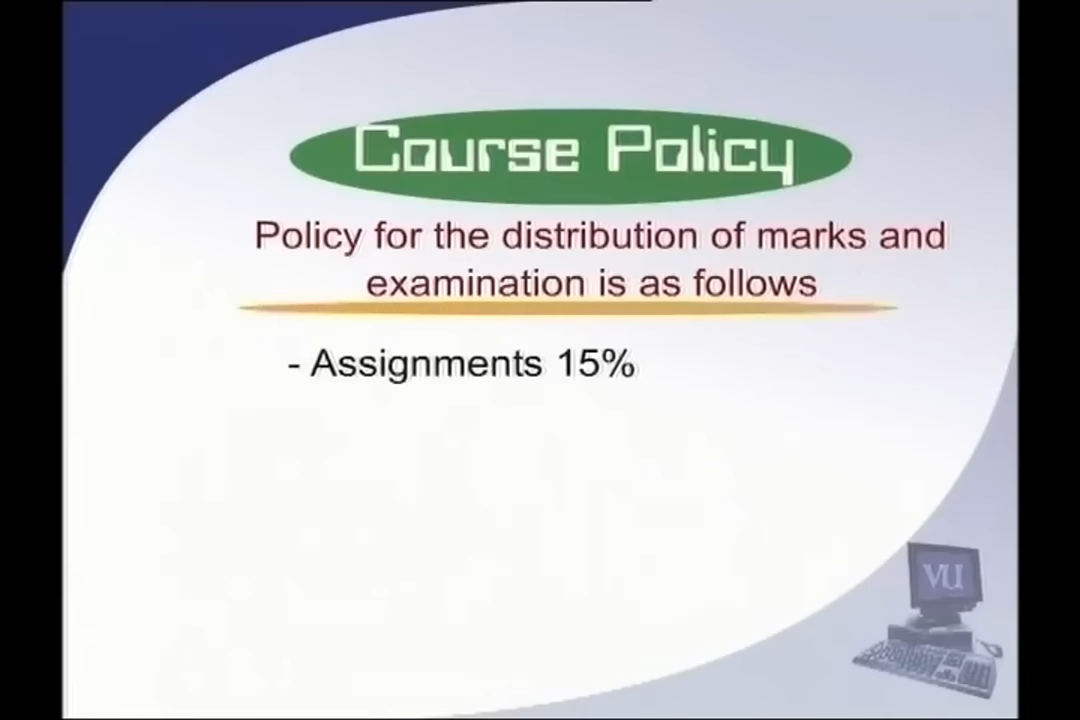 Course Policy
Policy for the distribution of marks and
examination is as follows
- Assignments 15%
VU